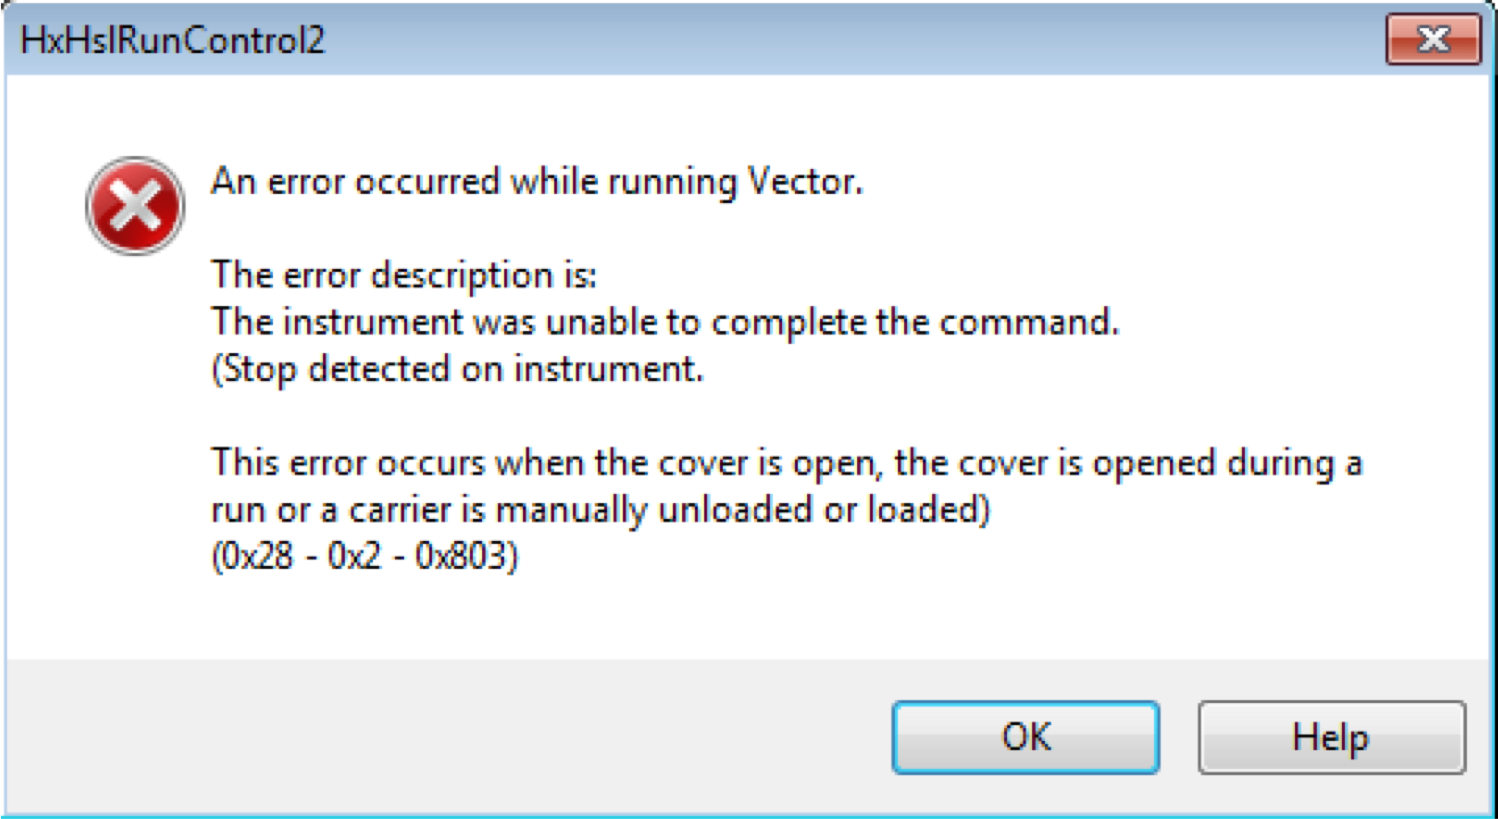 HxHslRunControl2
An error occurred while running Vector.
The error description is:
The instrument was unable to complete the command.
(Stop detected on instrument.
This error occurs when the cover is open, the cover is opened during a
run or a carrier is manually unloaded or loaded)
(0x28 - 0x2 - 0x803)
OK
Help